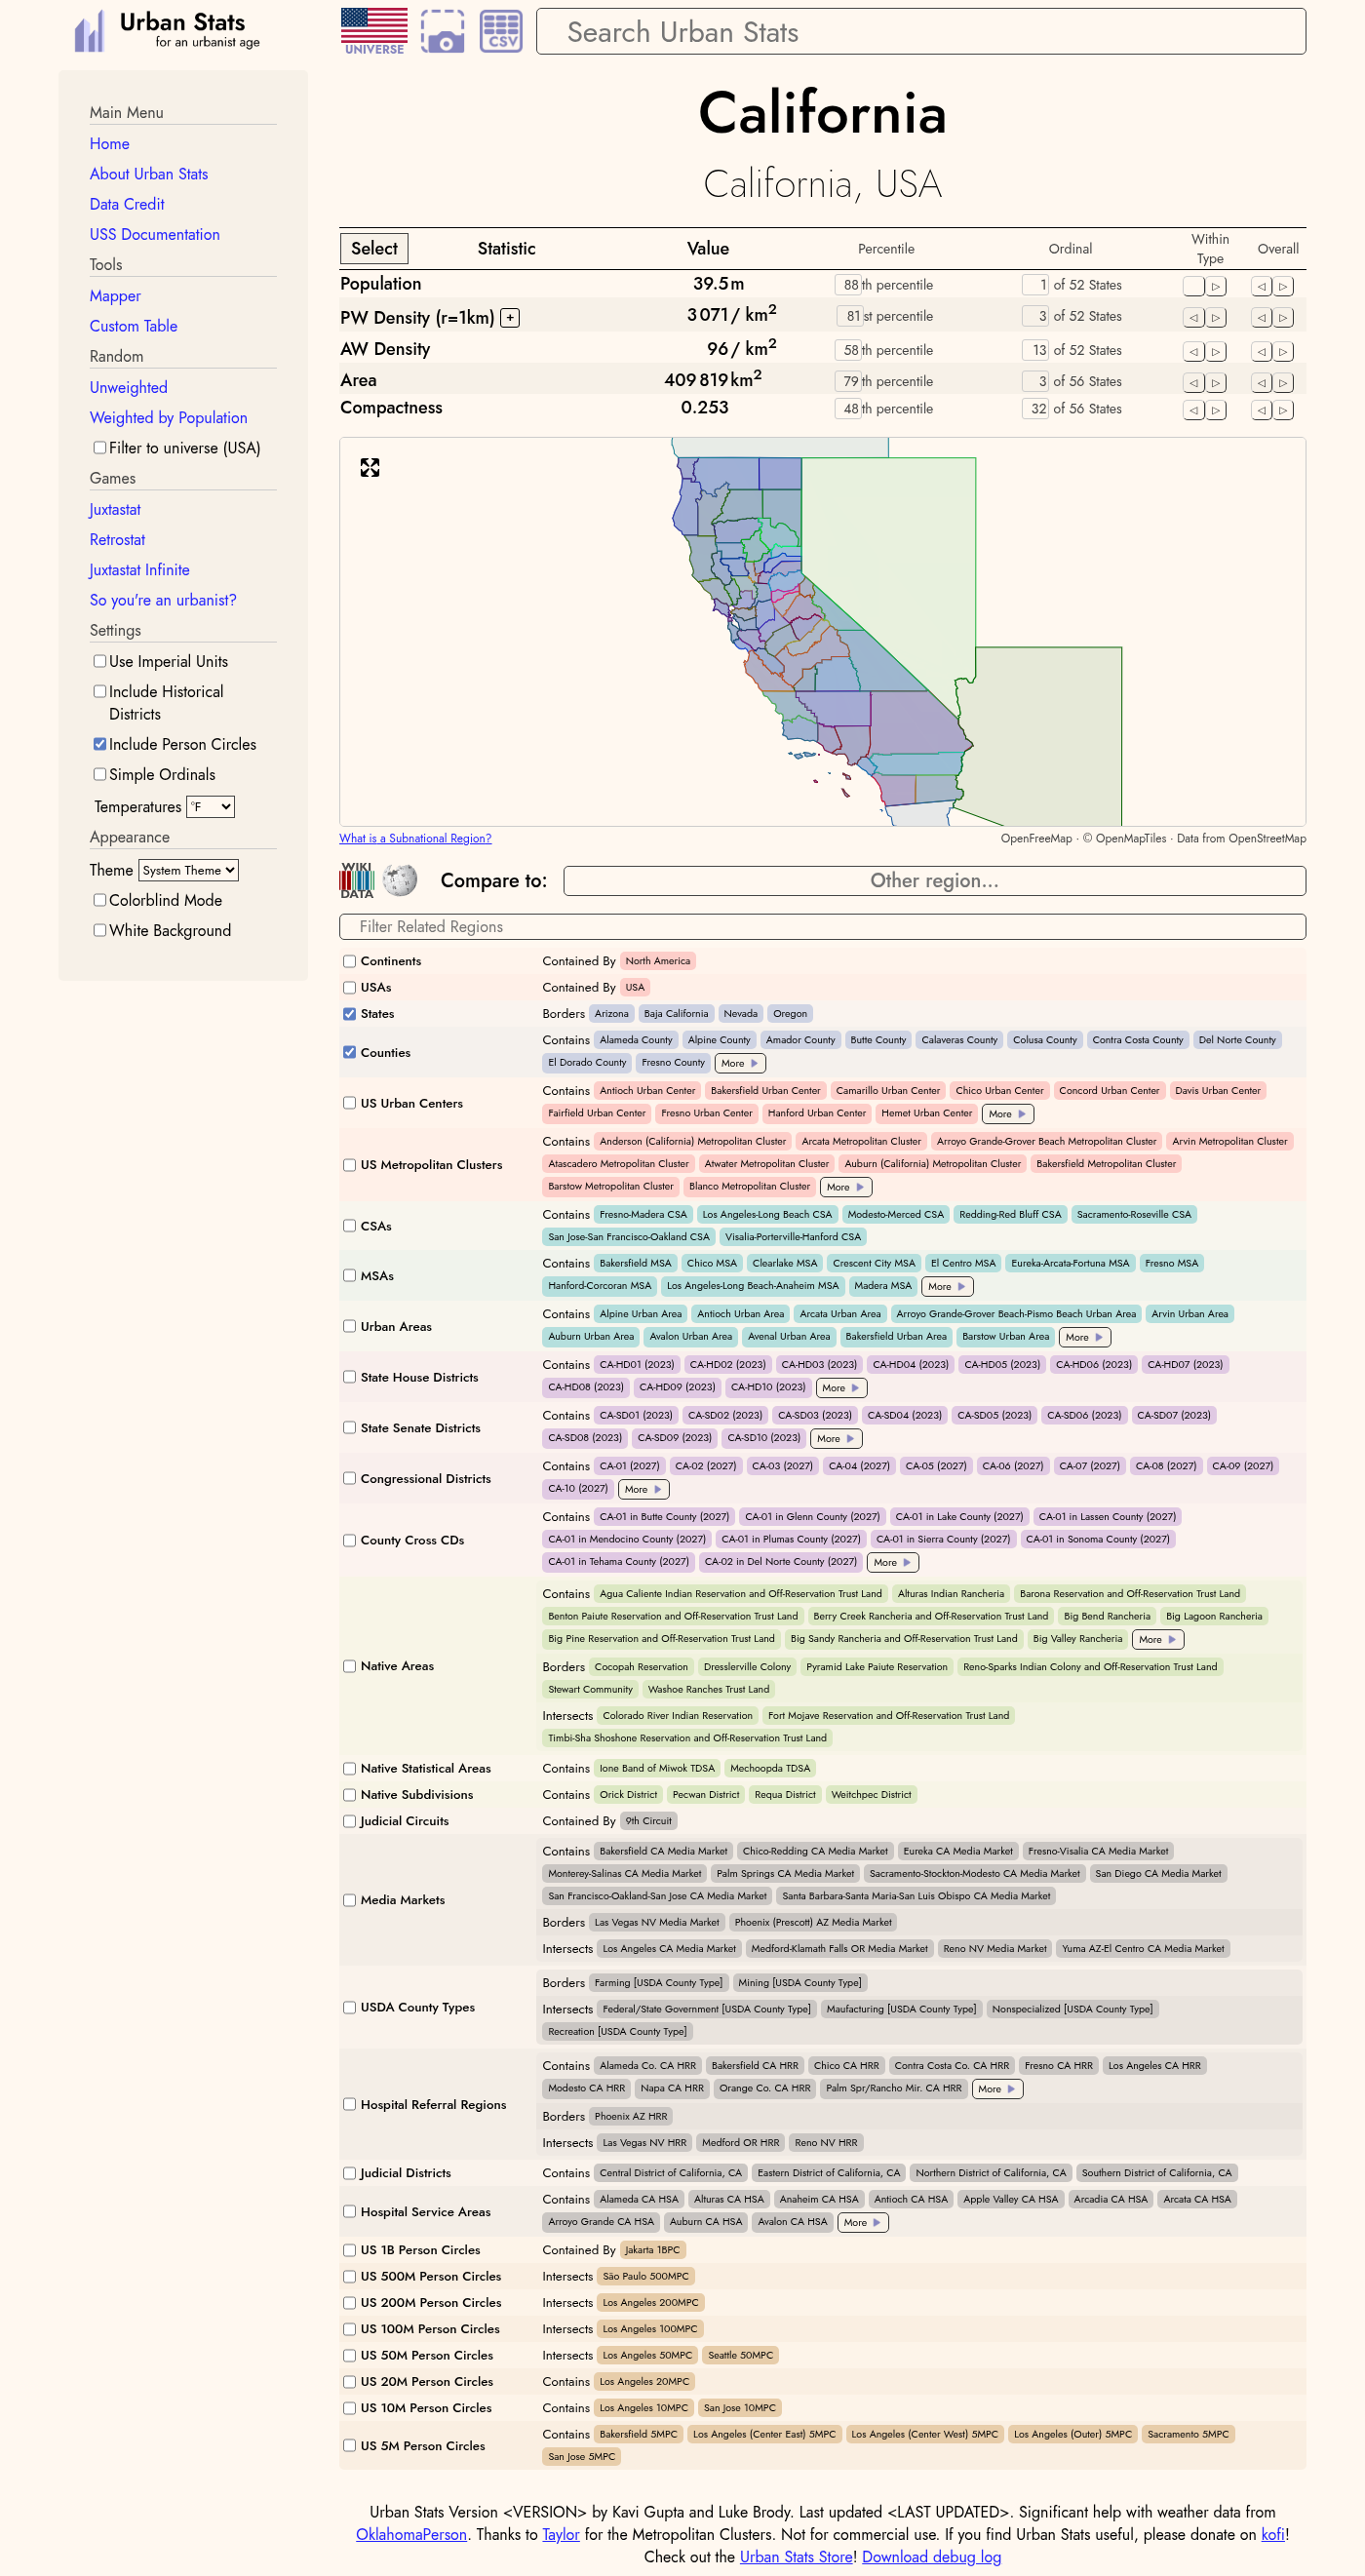 Urban Stats
for an urbanist age
UNIVERSE
CSV
Search Urban Stats
Main Menu
Home
About Urban Stats
Data Credit
USS Documentation
Tools
Mapper
Custom Table
Random
Unweighted
Weighted by Population
Filter to universe (USA)
Games
Juxtastat
Retrostat
Juxtastat Infinite
So you're an urbanist?
Settings
Use Imperial Units
Include Historical
Districts
Include Person Circles
Simple Ordinals
Temperatures °F
Appearance
Theme System Theme
Colorblind Mode
White Background
California
California, USA
Select Statistic Value Percentile Ordinal Within Type Overall
Population 39.5 m 88 th percentile 1 of 52 States
PW Density (r=1km) + 3 071 / km² 81 st percentile 3 of 52 States
AW Density 96 / km² 58 th percentile 13 of 52 States
Area 409 819 km² 79 th percentile 3 of 56 States
Compactness 0.253 48 th percentile 32 of 56 States
What is a Subnational Region? OpenFreeMap · © OpenMapTiles · Data from OpenStreetMap
WIKI
DATA
Compare to: Other region...
Filter Related Regions
Continents Contained By North America
USAs Contained By USA
States Borders Arizona Baja California Nevada Oregon
Counties Contains Alameda County Alpine County Amador County Butte County Calaveras County Colusa County Contra Costa County Del Norte County
El Dorado County Fresno County More
US Urban Centers Contains Antioch Urban Center Bakersfield Urban Center Camarillo Urban Center Chico Urban Center Concord Urban Center Davis Urban Center
Fairfield Urban Center Fresno Urban Center Hanford Urban Center Hemet Urban Center More
US Metropolitan Clusters Contains Anderson (California) Metropolitan Cluster Arcata Metropolitan Cluster Arroyo Grande-Grover Beach Metropolitan Cluster Arvin Metropolitan Cluster
Atascadero Metropolitan Cluster Atwater Metropolitan Cluster Auburn (California) Metropolitan Cluster Bakersfield Metropolitan Cluster
Barstow Metropolitan Cluster Blanco Metropolitan Cluster More
CSAs Contains Fresno-Madera CSA Los Angeles-Long Beach CSA Modesto-Merced CSA Redding-Red Bluff CSA Sacramento-Roseville CSA
San Jose-San Francisco-Oakland CSA Visalia-Porterville-Hanford CSA
MSAs Contains Bakersfield MSA Chico MSA Clearlake MSA Crescent City MSA El Centro MSA Eureka-Arcata-Fortuna MSA Fresno MSA
Hanford-Corcoran MSA Los Angeles-Long Beach-Anaheim MSA Madera MSA More
Urban Areas Contains Alpine Urban Area Antioch Urban Area Arcata Urban Area Arroyo Grande-Grover Beach-Pismo Beach Urban Area Arvin Urban Area
Auburn Urban Area Avalon Urban Area Avenal Urban Area Bakersfield Urban Area Barstow Urban Area More
State House Districts Contains CA-HD01 (2023) CA-HD02 (2023) CA-HD03 (2023) CA-HD04 (2023) CA-HD05 (2023) CA-HD06 (2023) CA-HD07 (2023)
CA-HD08 (2023) CA-HD09 (2023) CA-HD10 (2023) More
State Senate Districts Contains CA-SD01 (2023) CA-SD02 (2023) CA-SD03 (2023) CA-SD04 (2023) CA-SD05 (2023) CA-SD06 (2023) CA-SD07 (2023)
CA-SD08 (2023) CA-SD09 (2023) CA-SD10 (2023) More
Congressional Districts Contains CA-01 (2027) CA-02 (2027) CA-03 (2027) CA-04 (2027) CA-05 (2027) CA-06 (2027) CA-07 (2027) CA-08 (2027) CA-09 (2027)
CA-10 (2027) More
County Cross CDs Contains CA-01 in Butte County (2027) CA-01 in Glenn County (2027) CA-01 in Lake County (2027) CA-01 in Lassen County (2027)
CA-01 in Mendocino County (2027) CA-01 in Plumas County (2027) CA-01 in Sierra County (2027) CA-01 in Sonoma County (2027)
CA-01 in Tehama County (2027) CA-02 in Del Norte County (2027) More
Native Areas Contains Agua Caliente Indian Reservation and Off-Reservation Trust Land Alturas Indian Rancheria Barona Reservation and Off-Reservation Trust Land
Benton Paiute Reservation and Off-Reservation Trust Land Berry Creek Rancheria and Off-Reservation Trust Land Big Bend Rancheria Big Lagoon Rancheria
Big Pine Reservation and Off-Reservation Trust Land Big Sandy Rancheria and Off-Reservation Trust Land Big Valley Rancheria More
Borders Cocopah Reservation Dresslerville Colony Pyramid Lake Paiute Reservation Reno-Sparks Indian Colony and Off-Reservation Trust Land
Stewart Community Washoe Ranches Trust Land
Intersects Colorado River Indian Reservation Fort Mojave Reservation and Off-Reservation Trust Land
Timbi-Sha Shoshone Reservation and Off-Reservation Trust Land
Native Statistical Areas Contains Ione Band of Miwok TDSA Mechoopda TDSA
Native Subdivisions Contains Orick District Pecwan District Requa District Weitchpec District
Judicial Circuits Contained By 9th Circuit
Media Markets Contains Bakersfield CA Media Market Chico-Redding CA Media Market Eureka CA Media Market Fresno-Visalia CA Media Market
Monterey-Salinas CA Media Market Palm Springs CA Media Market Sacramento-Stockton-Modesto CA Media Market San Diego CA Media Market
San Francisco-Oakland-San Jose CA Media Market Santa Barbara-Santa Maria-San Luis Obispo CA Media Market
Borders Las Vegas NV Media Market Phoenix (Prescott) AZ Media Market
Intersects Los Angeles CA Media Market Medford-Klamath Falls OR Media Market Reno NV Media Market Yuma AZ-El Centro CA Media Market
USDA County Types Borders Farming [USDA County Type] Mining [USDA County Type]
Intersects Federal/State Government [USDA County Type] Maufacturing [USDA County Type] Nonspecialized [USDA County Type]
Recreation [USDA County Type]
Hospital Referral Regions Contains Alameda Co. CA HRR Bakersfield CA HRR Chico CA HRR Contra Costa Co. CA HRR Fresno CA HRR Los Angeles CA HRR
Modesto CA HRR Napa CA HRR Orange Co. CA HRR Palm Spr/Rancho Mir. CA HRR More
Borders Phoenix AZ HRR
Intersects Las Vegas NV HRR Medford OR HRR Reno NV HRR
Judicial Districts Contains Central District of California, CA Eastern District of California, CA Northern District of California, CA Southern District of California, CA
Hospital Service Areas Contains Alameda CA HSA Alturas CA HSA Anaheim CA HSA Antioch CA HSA Apple Valley CA HSA Arcadia CA HSA Arcata CA HSA
Arroyo Grande CA HSA Auburn CA HSA Avalon CA HSA More
US 1B Person Circles Contained By Jakarta 1BPC
US 500M Person Circles Intersects São Paulo 500MPC
US 200M Person Circles Intersects Los Angeles 200MPC
US 100M Person Circles Intersects Los Angeles 100MPC
US 50M Person Circles Intersects Los Angeles 50MPC Seattle 50MPC
US 20M Person Circles Contains Los Angeles 20MPC
US 10M Person Circles Contains Los Angeles 10MPC San Jose 10MPC
US 5M Person Circles Contains Bakersfield 5MPC Los Angeles (Center East) 5MPC Los Angeles (Center West) 5MPC Los Angeles (Outer) 5MPC Sacramento 5MPC
San Jose 5MPC
Urban Stats Version <VERSION> by Kavi Gupta and Luke Brody. Last updated <LAST UPDATED>. Significant help with weather data from
OklahomaPerson. Thanks to Taylor for the Metropolitan Clusters. Not for commercial use. If you find Urban Stats useful, please donate on kofi!
Check out the Urban Stats Store! Download debug log